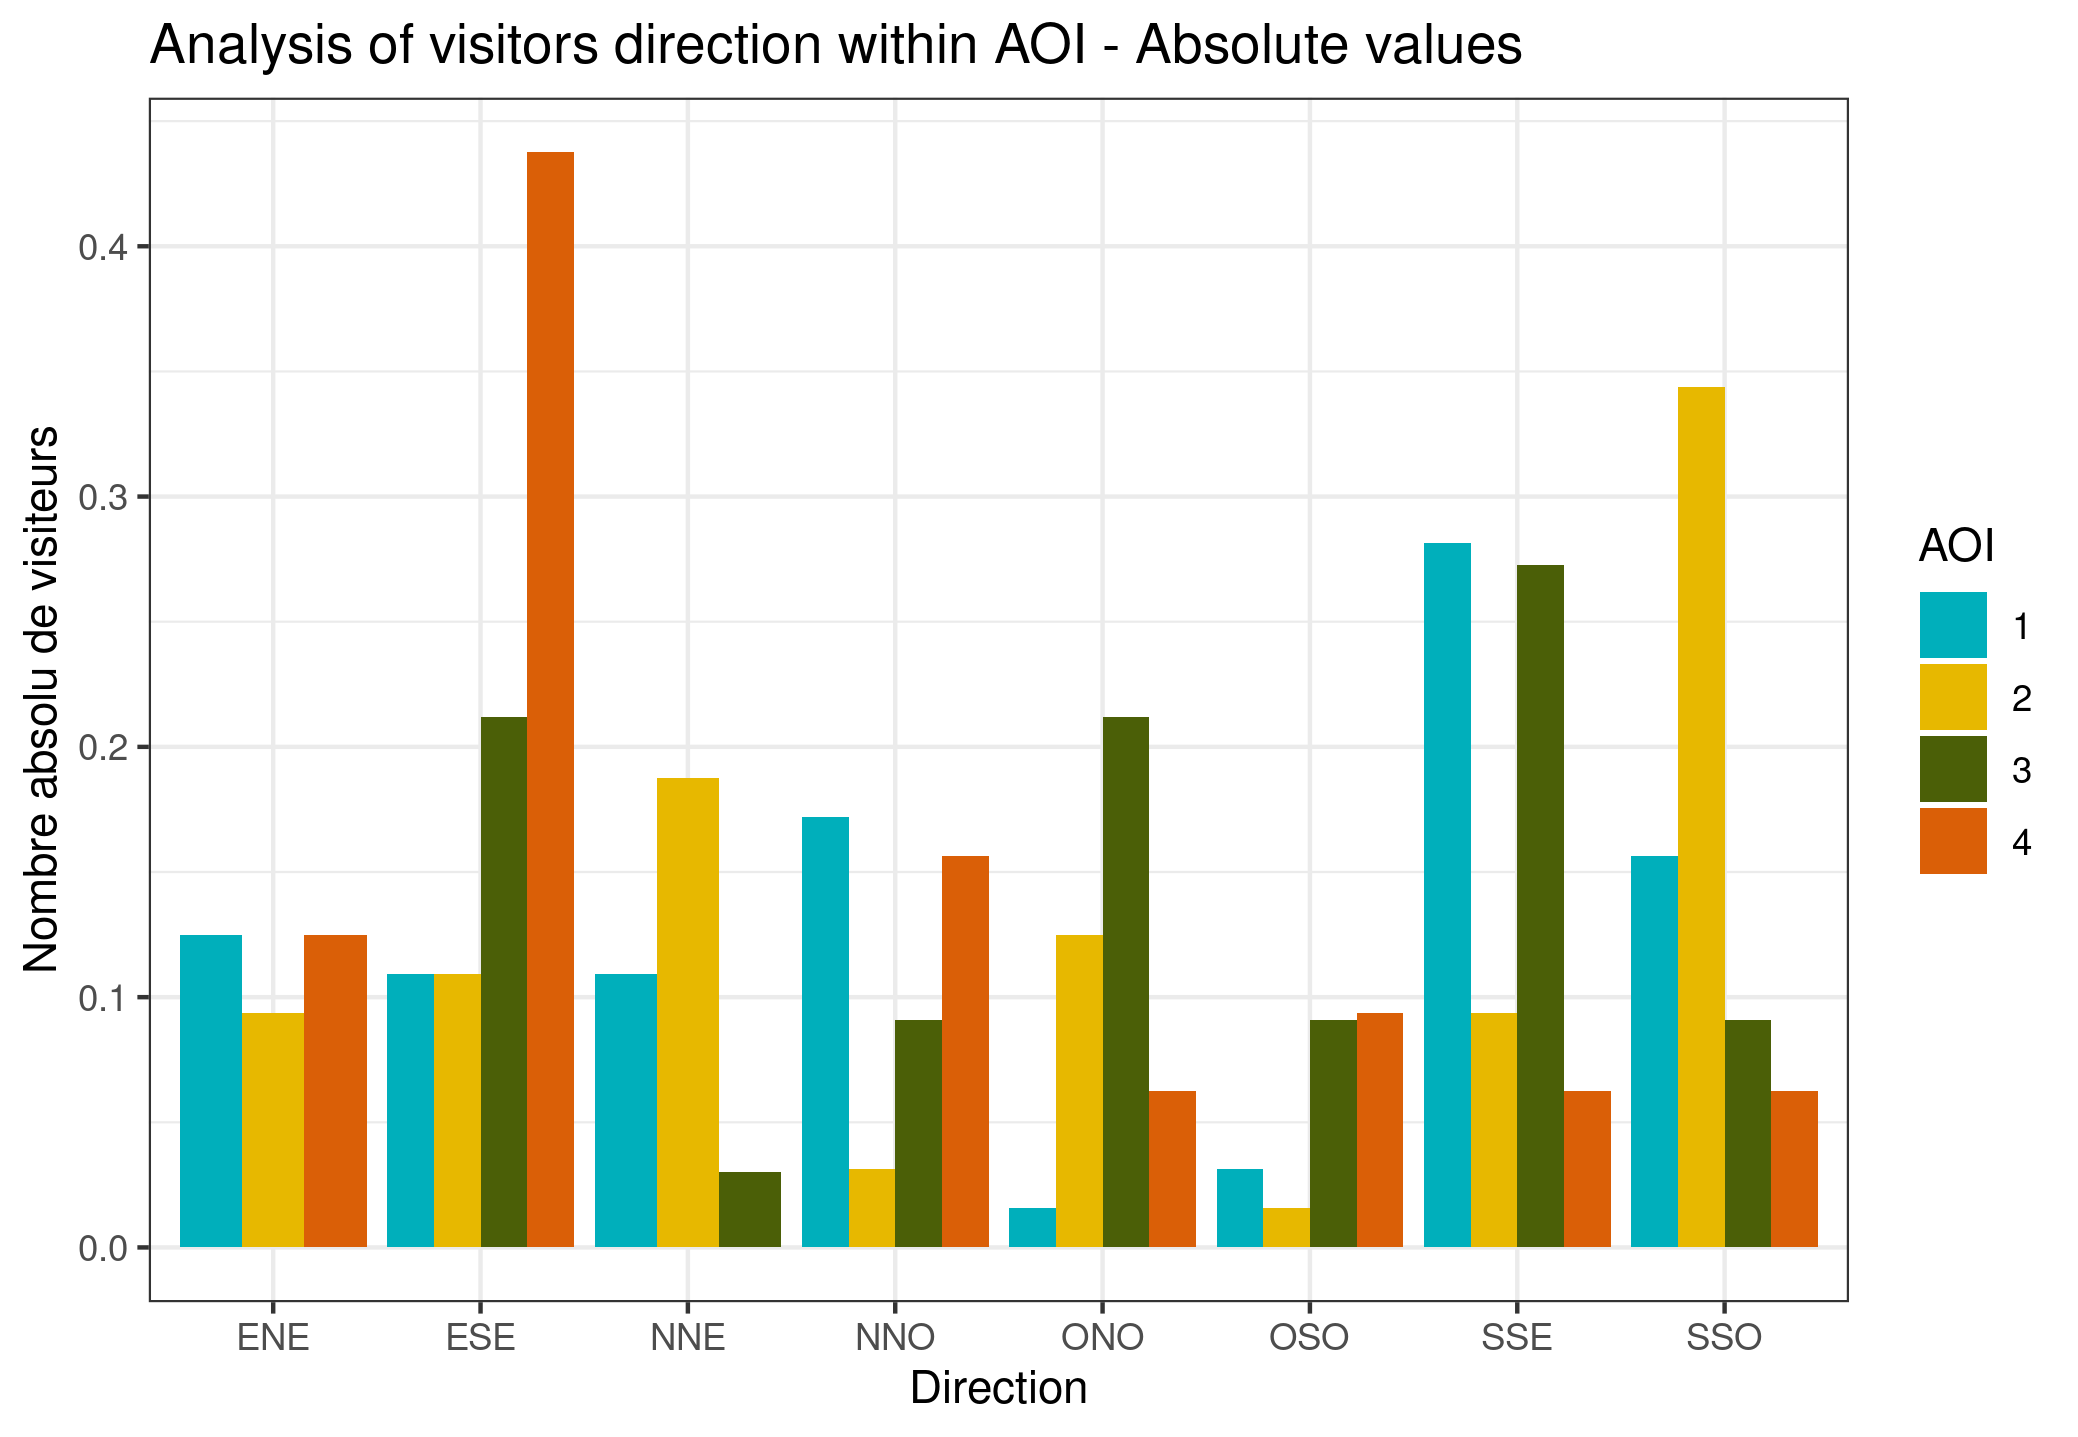 Analysis of visitors direction within AOI - Absolute values
Nombre absolu de visiteurs
0.4
0.3
0.2
0.1
0.0
ENE ESE NNE NNO ONO OSO SSE SSO
Direction
AOI
1
2
3
4